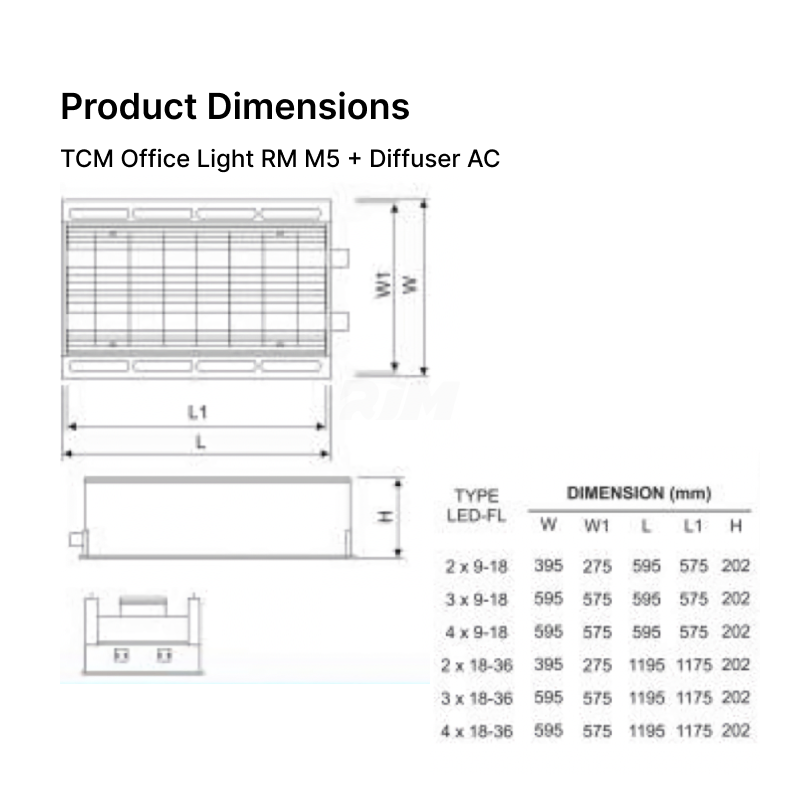 Product Dimensions
TCM Office Light RM M5 + Diffuser AC
W1
W
L1
L
H
TYPE
LED-FL
DIMENSION (mm)
W W1 L L1 H
2 x 9-18 395 275 595 575 202
3 x 9-18 595 575 595 575 202
4 x 9-18 595 575 595 575 202
2 x 18-36 395 275 1195 1175 202
3 x 18-36 595 575 1195 1175 202
4 x 18-36 595 575 1195 1175 202